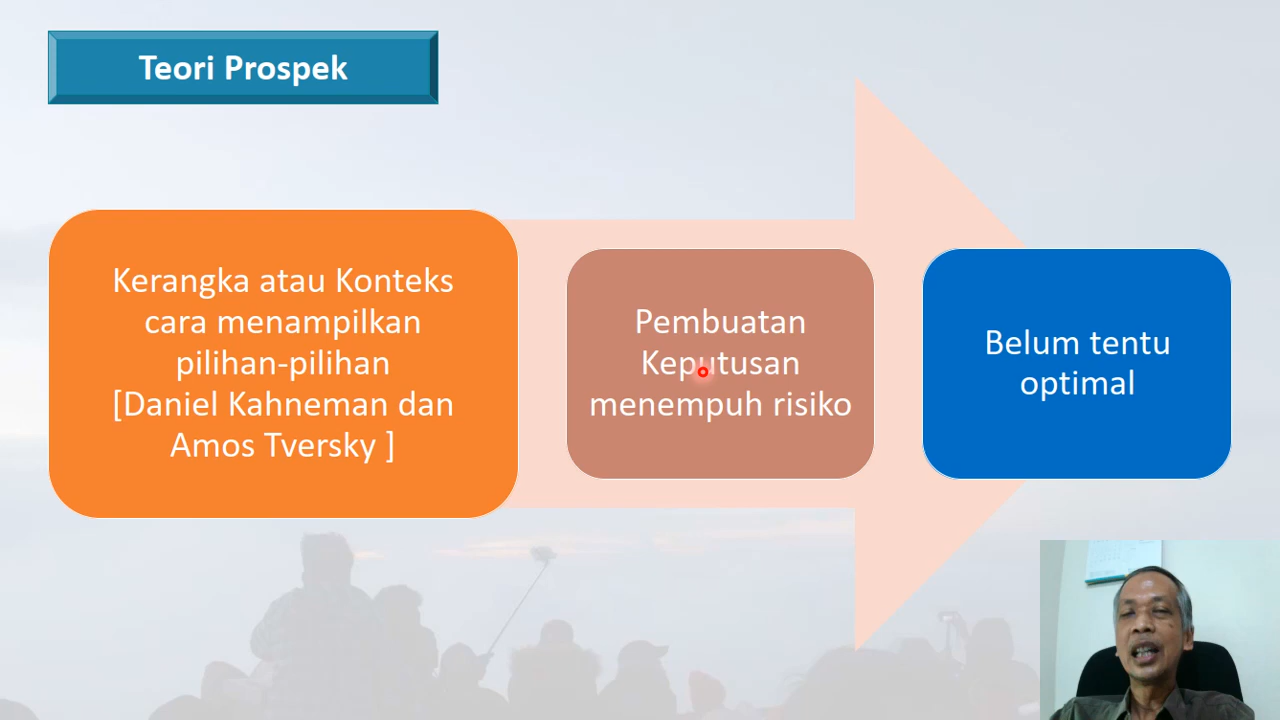 Teori Prospek
Kerangka atau Konteks
cara menampilkan
pilihan-pilihan
[Daniel Kahneman dan
Amos Tversky ]
Pembuatan
Keputusan
menempuh risiko
Belum tentu
optimal